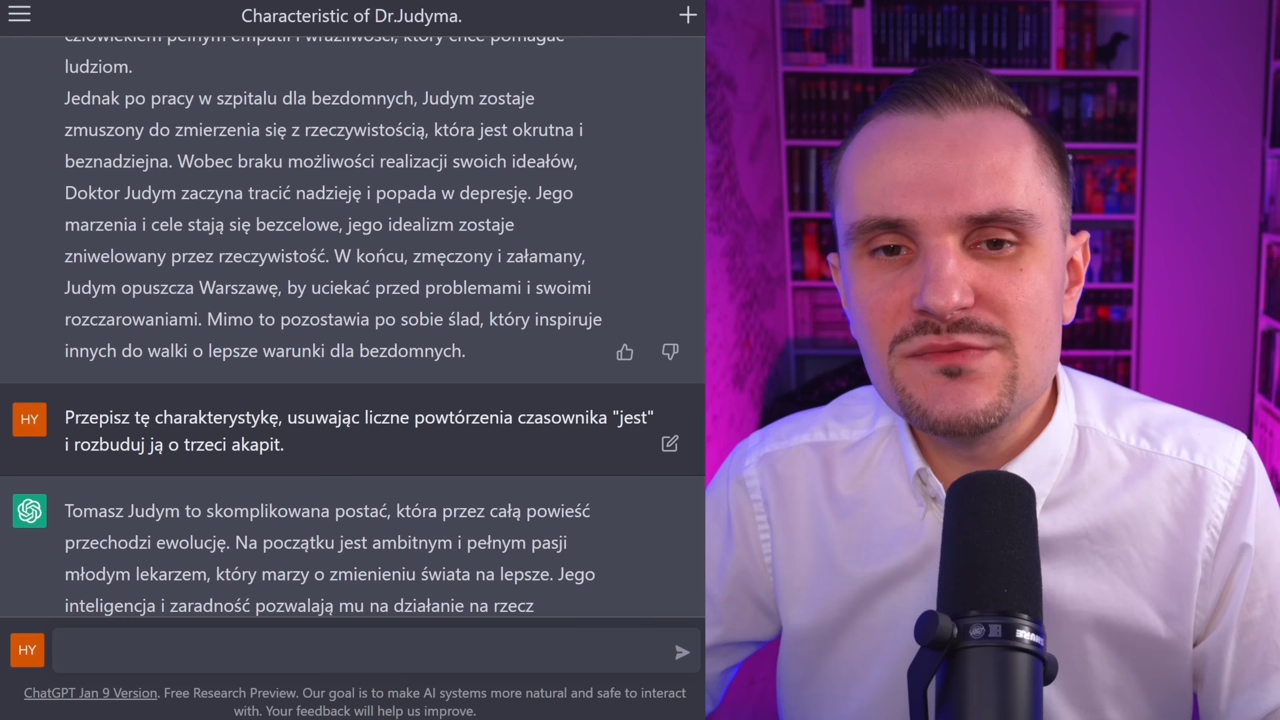 Characteristic of Dr.Judyma.
człowiekiem pełnym empatii i wrażliwości, który chce pomagać
ludziom.
Jednak po pracy w szpitalu dla bezdomnych, Judym zostaje
zmuszony do zmierzenia się z rzeczywistością, która jest okrutna i
beznadziejna. Wobec braku możliwości realizacji swoich ideałów,
Doktor Judym zaczyna tracić nadzieję i popada w depresję. Jego
marzenia i cele stają się bezcelowe, jego idealizm zostaje
zniwelowany przez rzeczywistość. W końcu, zmęczony i załamany,
Judym opuszcza Warszawę, by uciekać przed problemami i swoimi
rozczarowaniami. Mimo to pozostawia po sobie ślad, który inspiruje
innych do walki o lepsze warunki dla bezdomnych.
HY
Przepisz tę charakterystykę, usuwając liczne powtórzenia czasownika "jest"
i rozbuduj ją o trzeci akapit.
Tomasz Judym to skomplikowana postać, która przez całą powieść
przechodzi ewolucję. Na początku jest ambitnym i pełnym pasji
młodym lekarzem, który marzy o zmienieniu świata na lepsze. Jego
inteligencja i zaradność pozwalają mu na działanie na rzecz
HY
ChatGPT Jan 9 Version. Free Research Preview. Our goal is to make AI systems more natural and safe to interact
with. Your feedback will help us improve.
SHURE